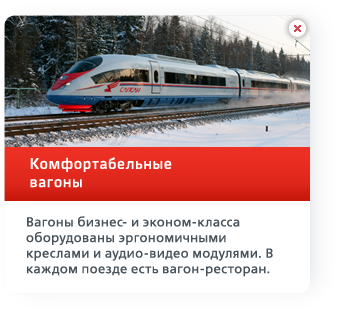 САПСАН
Комфортабельные
вагоны
Вагоны бизнес- и эконом-класса
оборудованы эргономичными
креслами и аудио-видео модулями. В
каждом поезде есть вагон-ресторан.